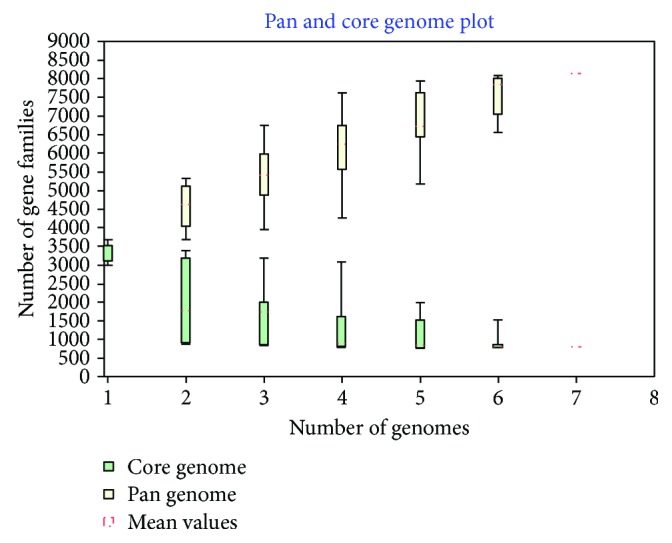 Pan and core genome plot
Number of gene families
9000
8500
8000
7500
7000
6500
6000
5500
5000
4500
4000
3500
3000
2500
2000
1500
1000
500
0
1 2 3 4 5 6 7 8
Number of genomes
Core genome
Pan genome
Mean values